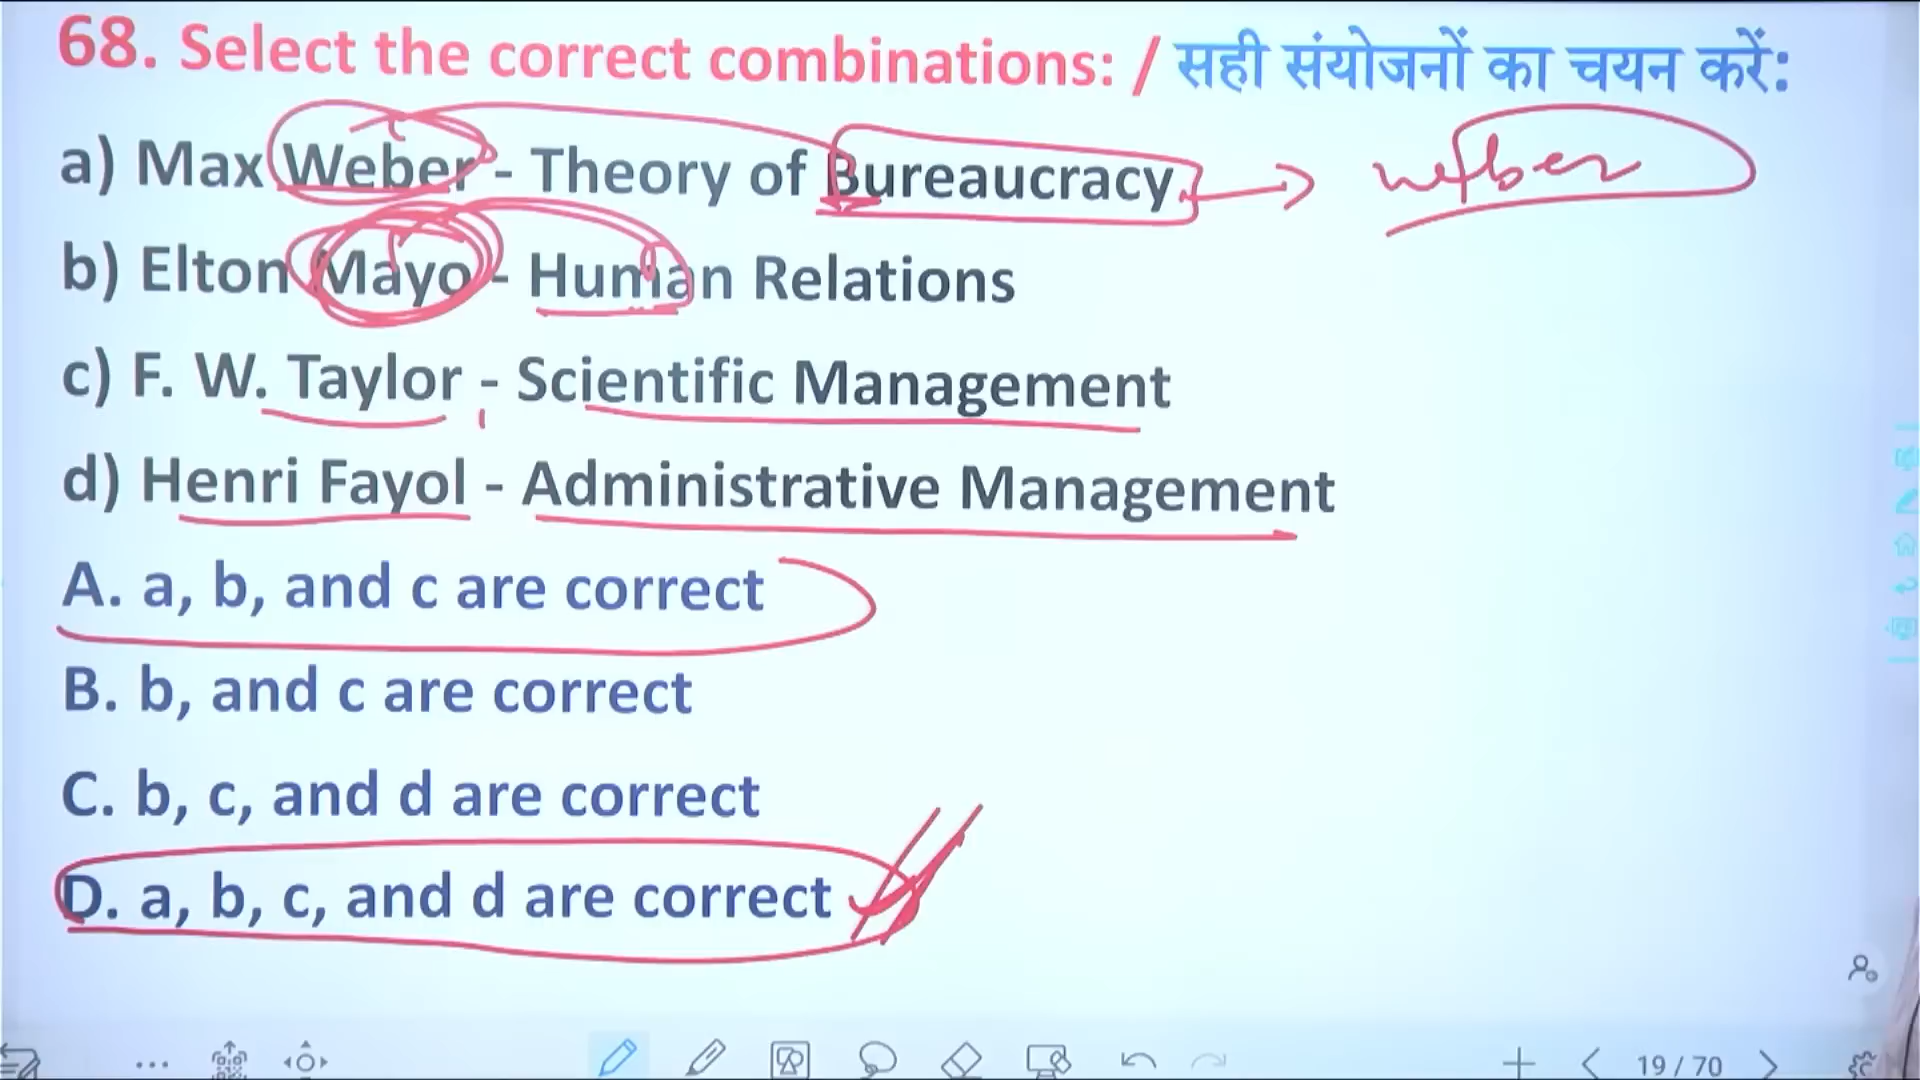 68. Select the correct combinations: / सही संयोजनों का चयन करें:
a) Max Weber - Theory of Bureaucracy → weber
b) Elton Mayo - Human Relations
c) F. W. Taylor - Scientific Management
d) Henri Fayol - Administrative Management
A. a, b, and c are correct
B. b, and c are correct
C. b, c, and d are correct
D. a, b, c, and d are correct
19 / 70